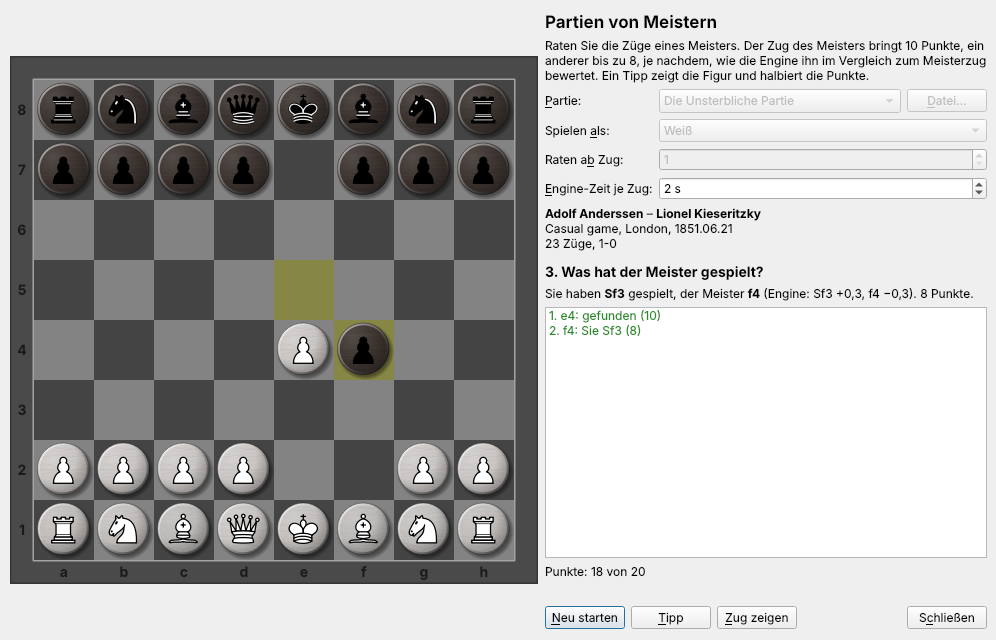 Partien von Meistern
Raten Sie die Züge eines Meisters. Der Zug des Meisters bringt 10 Punkte, ein
anderer bis zu 8, je nachdem, wie die Engine ihn im Vergleich zum Meisterzug
bewertet. Ein Tipp zeigt die Figur und halbiert die Punkte.
Partie: Die Unsterbliche Partie Datei...
Spielen als: Weiß
Raten ab Zug: 1
Engine-Zeit je Zug: 2 s
Adolf Anderssen – Lionel Kieseritzky
Casual game, London, 1851.06.21
23 Züge, 1-0
3. Was hat der Meister gespielt?
Sie haben Sf3 gespielt, der Meister f4 (Engine: Sf3 +0,3, f4 −0,3). 8 Punkte.
1. e4: gefunden (10)
2. f4: Sie Sf3 (8)
Punkte: 18 von 20
Neu starten Tipp Zug zeigen Schließen
8
7
6
5
4
3
2
1
a b c d e f g h